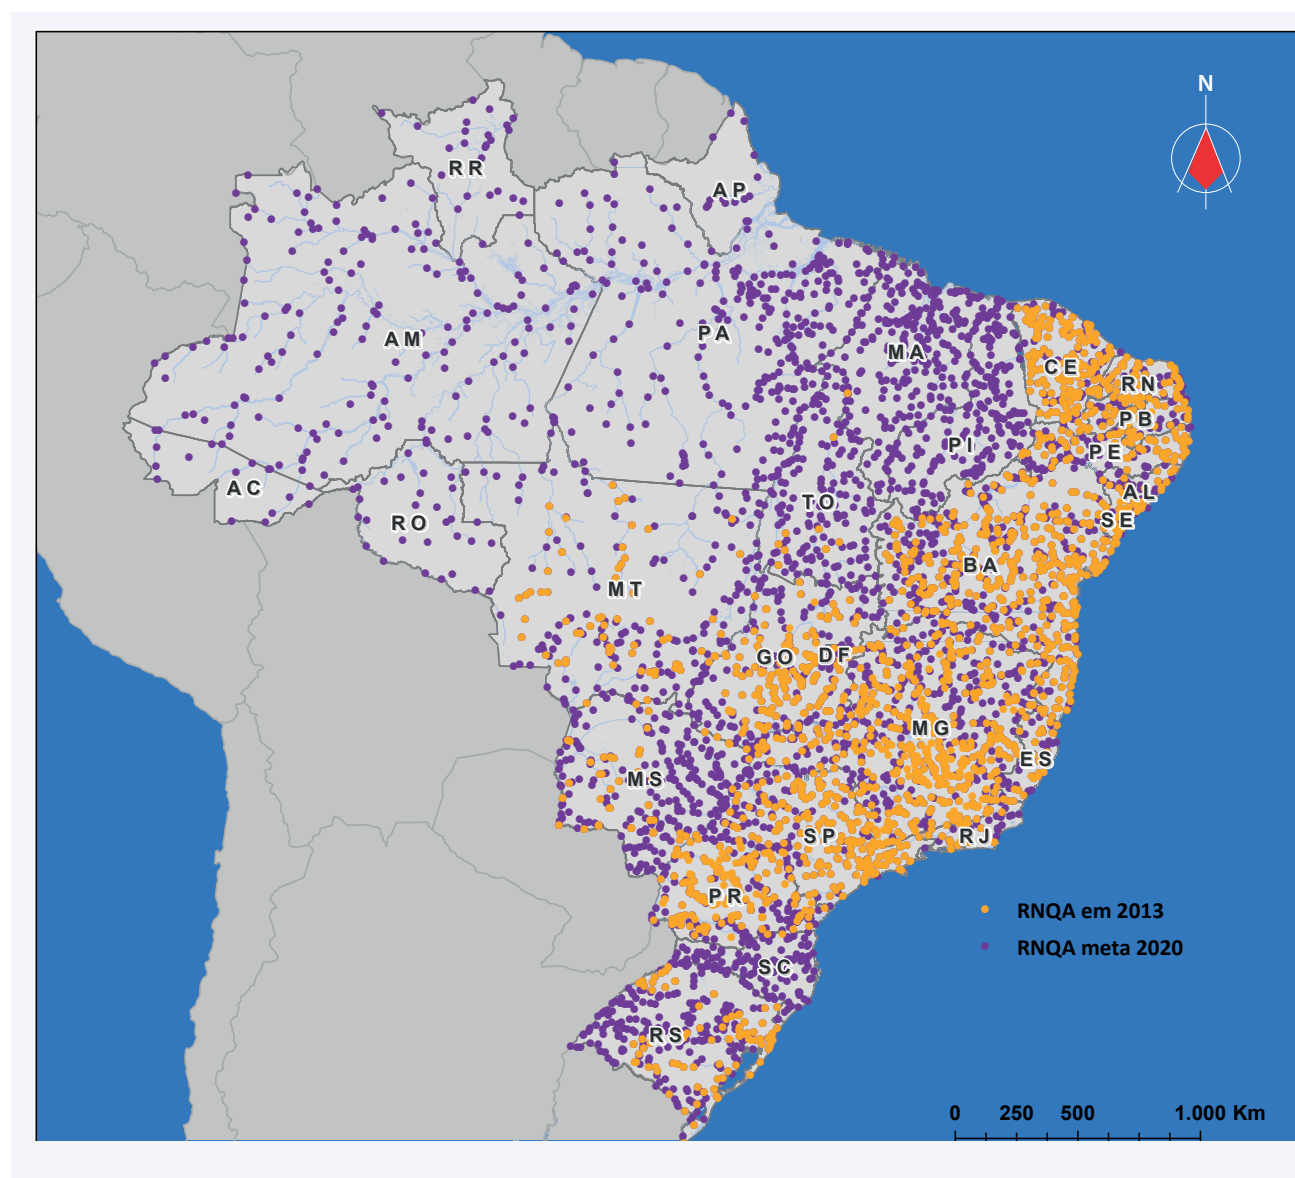 N
RR
AP
AM
PA
MA
CE
RN
PB
PI
PE
AC
AL
TO
RO
SE
BA
MT
GO
DF
MG
ES
MS
SP
RJ
PR
RNQA em 2013
RNQA meta 2020
SC
RS
0 250 500 1.000 Km